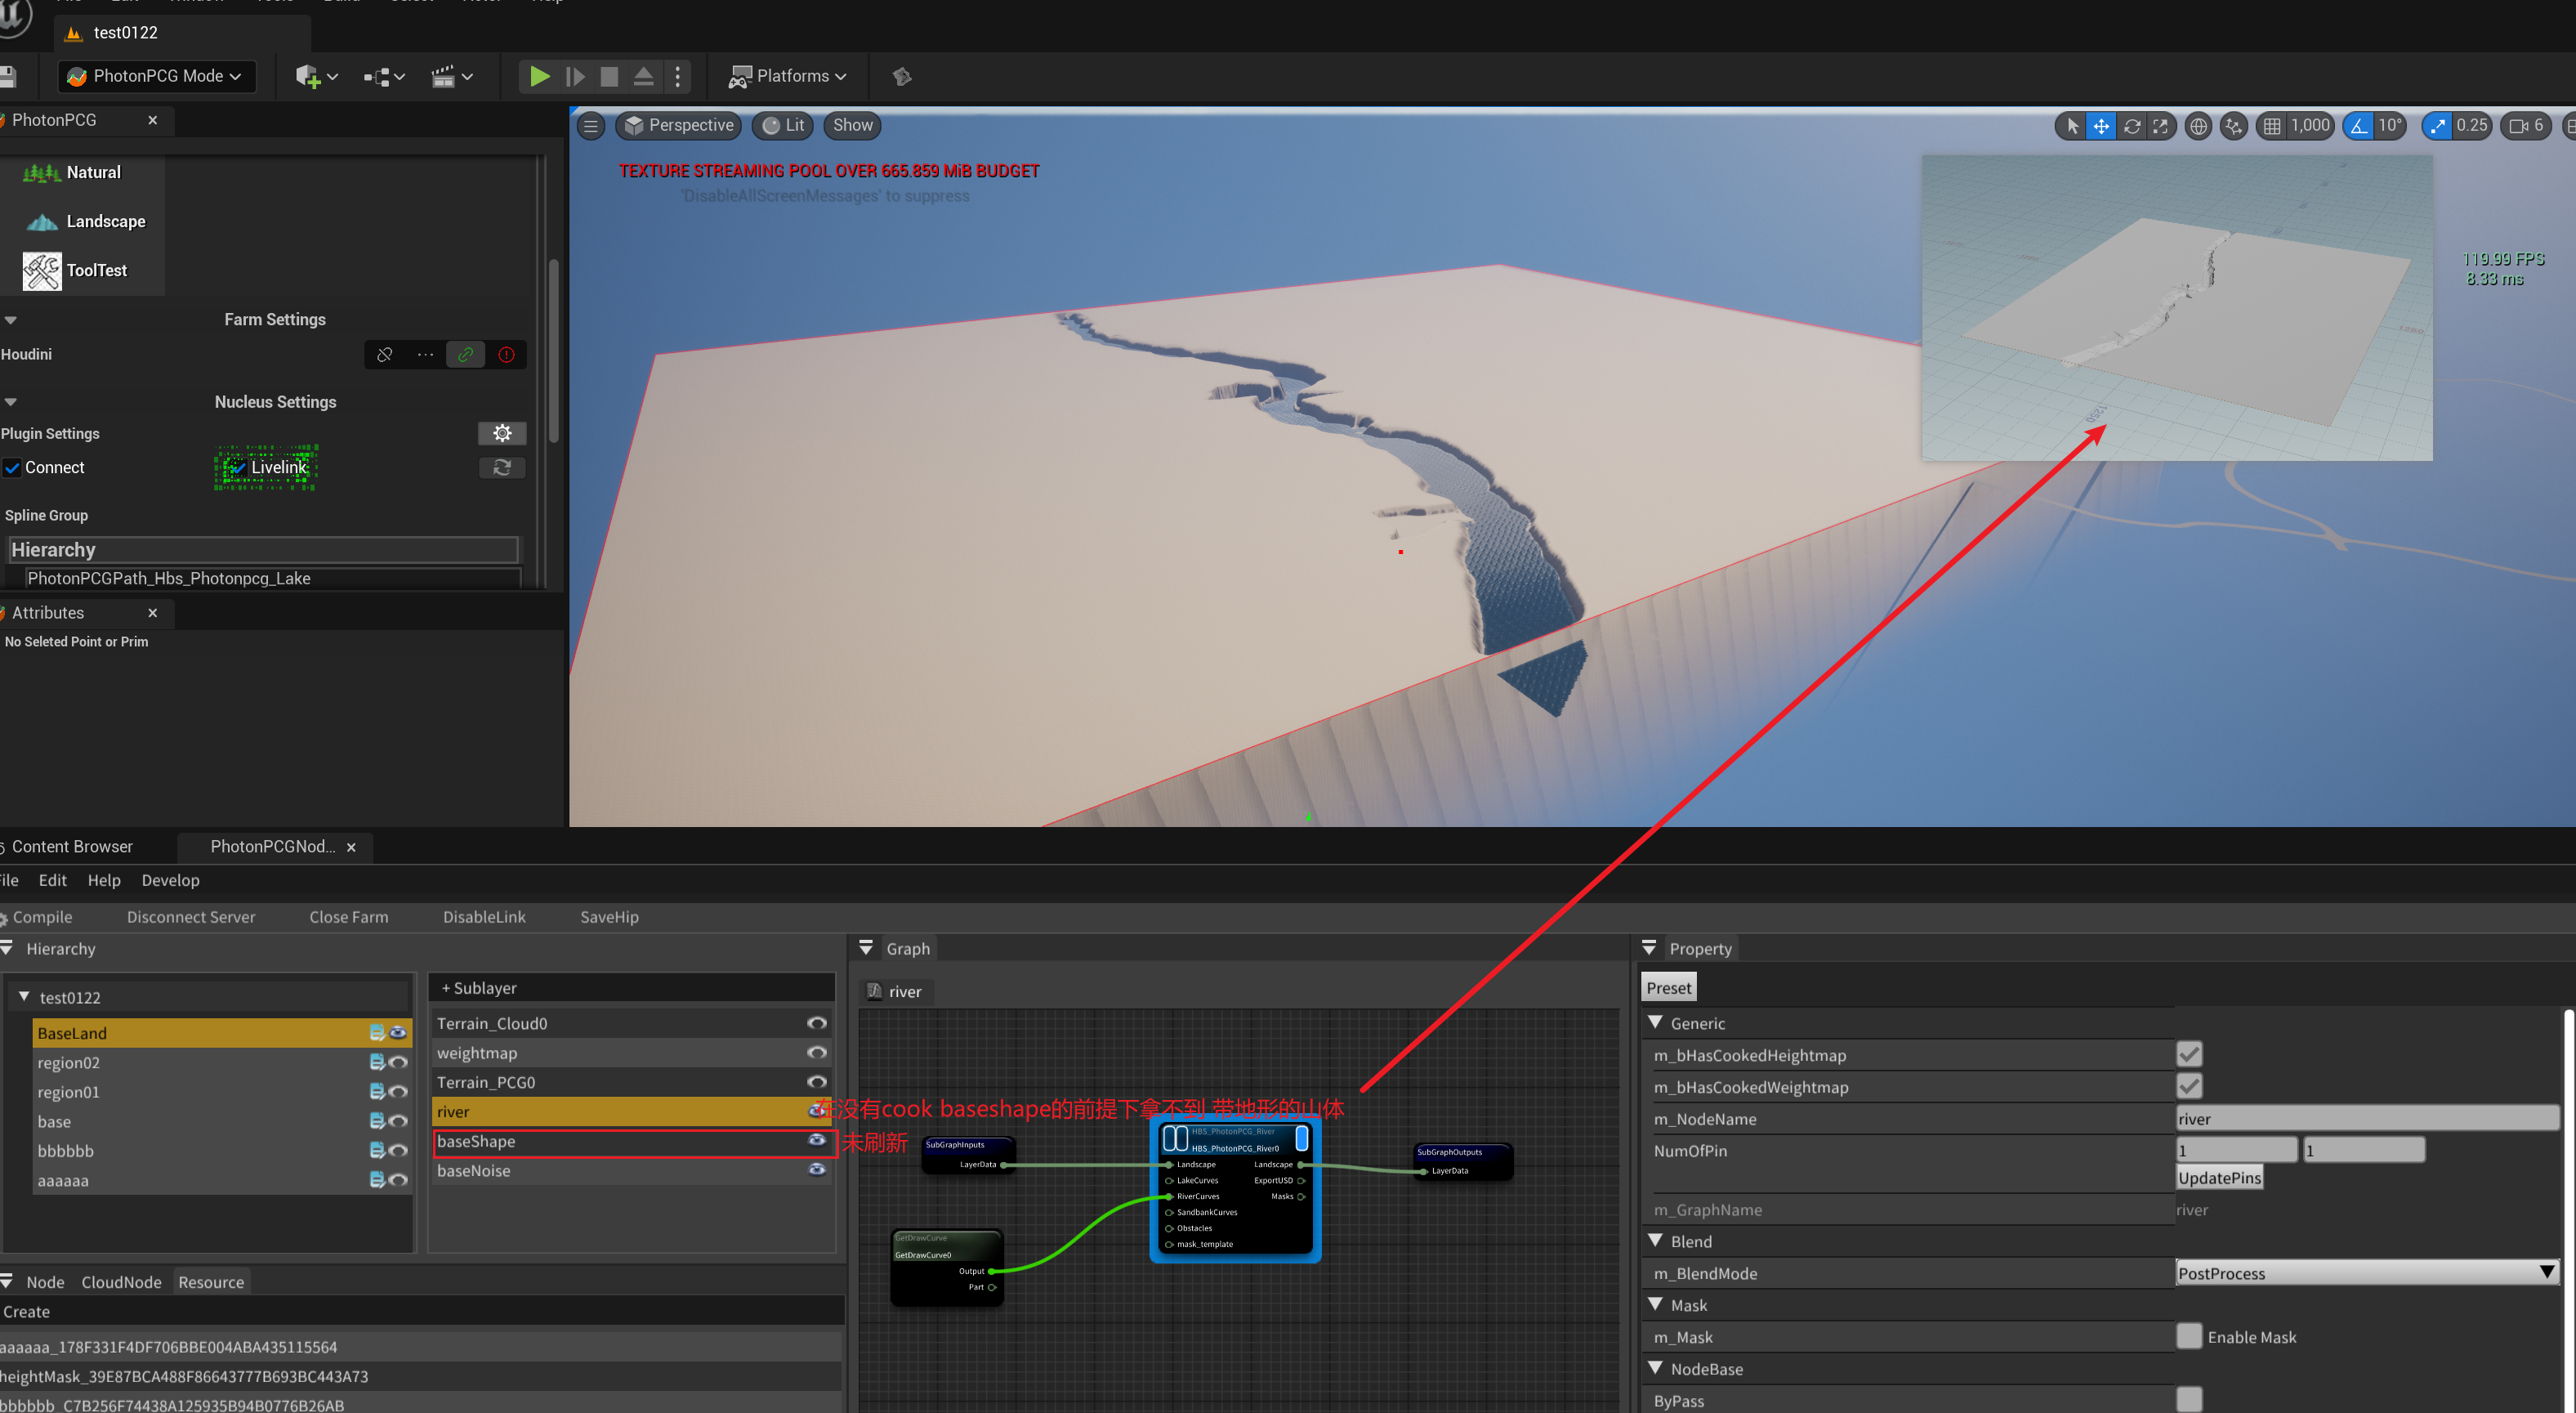 test0122
PhotonPCG Mode
Platforms
PhotonPCG
Natural
Landscape
ToolTest
Farm Settings
Houdini
Nucleus Settings
Plugin Settings
Connect
Livelink
Spline Group
Hierarchy
PhotonPCGPath_Hbs_Photonpcg_Lake
Attributes
No Seleted Point or Prim
Perspective
Lit
Show
1,000
10°
0.25
6
TEXTURE STREAMING POOL OVER 665.859 MiB BUDGET
'DisableAllScreenMessages' to suppress
119.99 FPS
8.33 ms
1250
Content Browser
PhotonPCGNod...
File Edit Help Develop
Compile
Disconnect Server
Close Farm
DisableLink
SaveHip
Hierarchy
test0122
BaseLand
region02
region01
base
bbbbbb
aaaaaa
+ Sublayer
Terrain_Cloud0
weightmap
Terrain_PCG0
river
baseShape
baseNoise
在没有cook baseshape的前提下拿不到 带地形的山体
未刷新
Graph
river
SubGraphInputs
LayerData
GetDrawCurve
GetDrawCurve0
Output
Part
HBS_PhotonPCG_River
HBS_PhotonPCG_River0
Landscape Landscape
LakeCurves ExportUSD
RiverCurves Masks
SandbankCurves
Obstacles
mask_template
SubGraphOutputs
LayerData
Property
Preset
Generic
m_bHasCookedHeightmap
m_bHasCookedWeightmap
m_NodeName river
NumOfPin 1 1
UpdatePins
m_GraphName river
Blend
m_BlendMode PostProcess
Mask
m_Mask Enable Mask
NodeBase
ByPass
Node CloudNode Resource
Create
aaaaaa_178F331F4DF706BBE004ABA435115564
heightMask_39E87BCA488F86643777B693BC443A73
bbbbbb_C7B256F74438A125935B94B0776B26AB